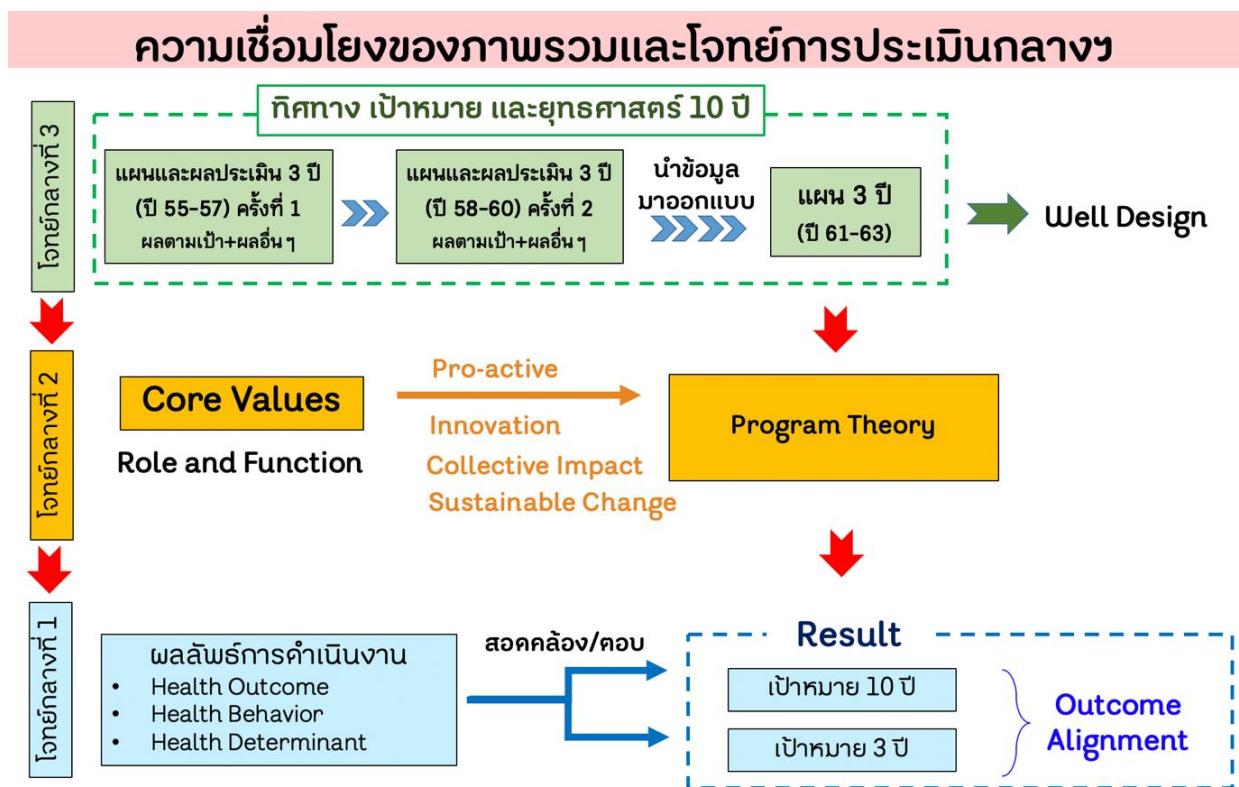 ความเชื่อมโยงของภาพรวมและโจทย์การประเมินกลางฯ
โจทย์กลางที่ 3
ทิศทาง เป้าหมาย และยุทธศาสตร์ 10 ปี
แผนและผลประเมิน 3 ปี
(ปี 55-57) ครั้งที่ 1
ผลตามเป้า+ผลอื่น ๆ
แผนและผลประเมิน 3 ปี
(ปี 58-60) ครั้งที่ 2
ผลตามเป้า+ผลอื่น ๆ
นำข้อมูล
มาออกแบบ
แผน 3 ปี
(ปี 61-63)
Well Design
โจทย์กลางที่ 2
Core Values
Role and Function
Pro-active
Innovation
Collective Impact
Sustainable Change
Program Theory
โจทย์กลางที่ 1
ผลลัพธ์การดำเนินงาน
• Health Outcome
• Health Behavior
• Health Determinant
สอดคล้อง/ตอบ
Result
เป้าหมาย 10 ปี
เป้าหมาย 3 ปี
Outcome
Alignment